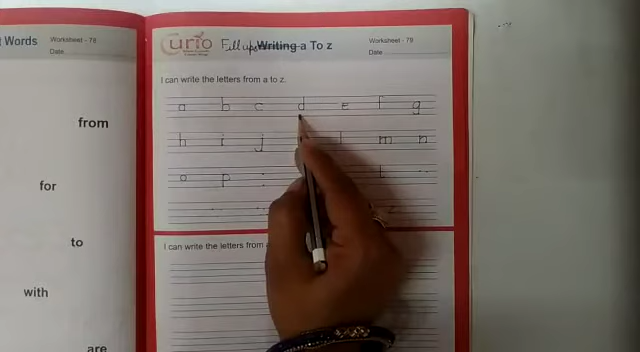 t Words
Worksheet - 78
Date
from
for
to
with
are
Curio
Fill ups Writing a To z
Worksheet - 79
Date
I can write the letters from a to z.
a b c d e f g
h i j l m n
o p t
I can write the letters from